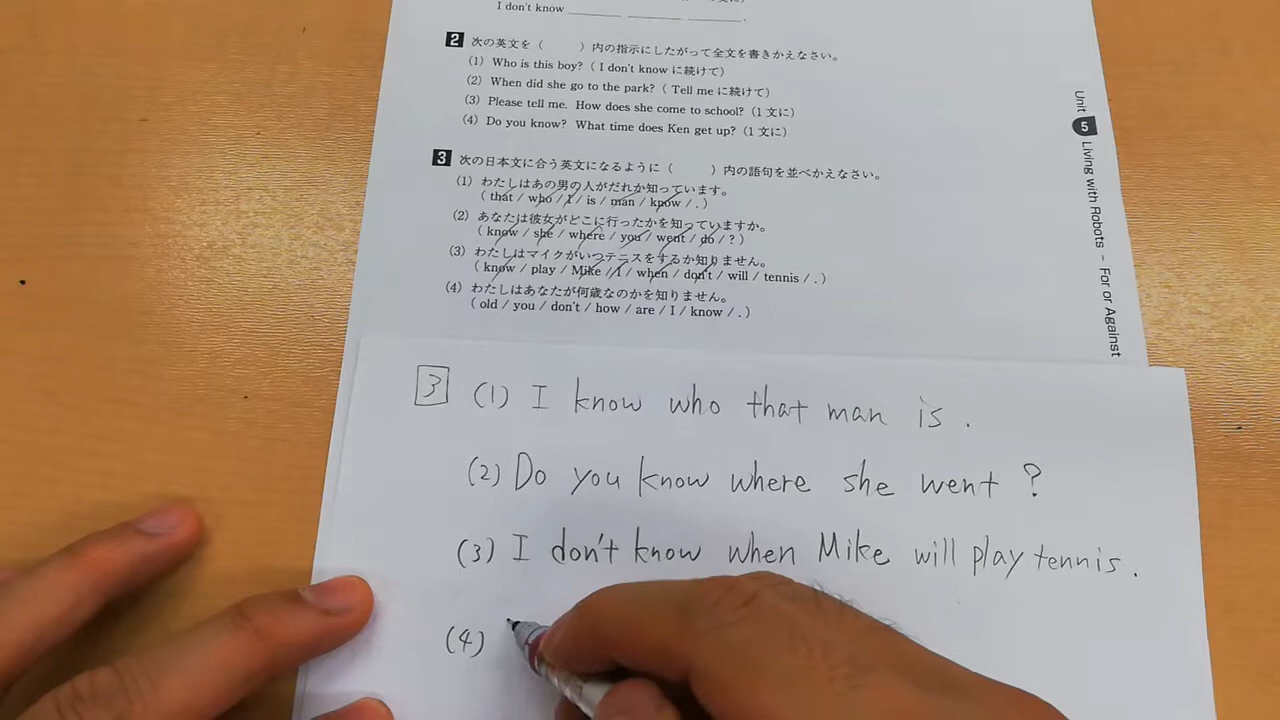 I don't know ______ ______ ______.
2 次の英文を（　　）内の指示にしたがって全文を書きかえなさい。
(1) Who is this boy?（ I don't know に続けて）
(2) When did she go to the park?（ Tell me に続けて）
(3) Please tell me. How does she come to school?（1 文に）
(4) Do you know? What time does Ken get up?（1 文に）
3 次の日本文に合う英文になるように（　　）内の語句を並べかえなさい。
(1) わたしはあの男の人がだれか知っています。
( that / who / I / is / man / know / . )
(2) あなたは彼女がどこに行ったかを知っていますか。
( know / she / where / you / went / do / ? )
(3) わたしはマイクがいつテニスをするか知りません。
( know / play / Mike / I / when / don't / will / tennis / . )
(4) わたしはあなたが何歳なのかを知りません。
( old / you / don't / how / are / I / know / . )
Unit 5 Living with Robots – For or Against
3 (1) I know who that man is.
(2) Do you know where she went?
(3) I don't know when Mike will play tennis.
(4)